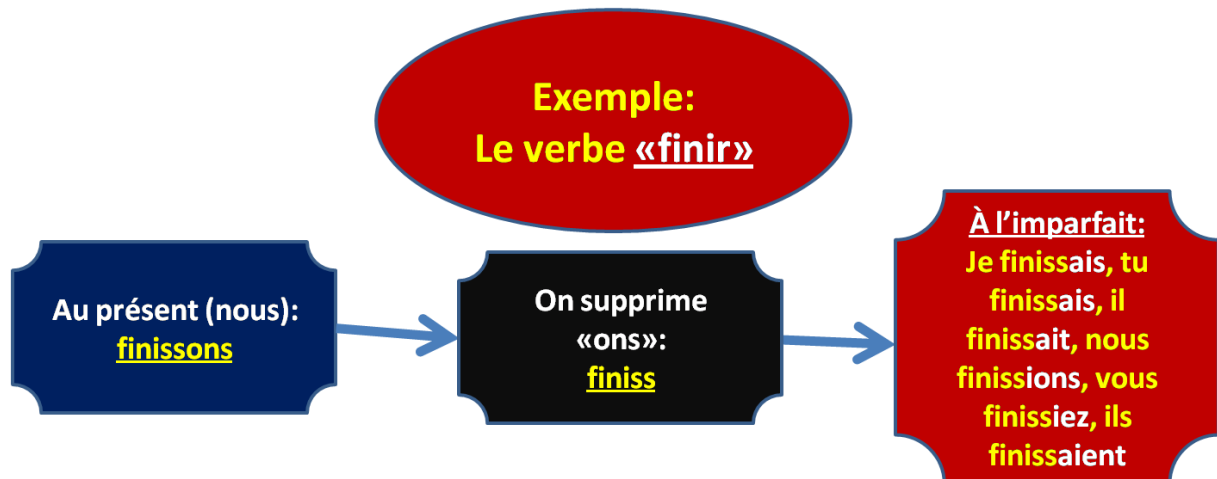 Exemple:
Le verbe «finir»
Au présent (nous):
finissons
On supprime
«ons»:
finiss
À l’imparfait:
Je finissais, tu
finissais, il
finissait, nous
finissions, vous
finissiez, ils
finissaient